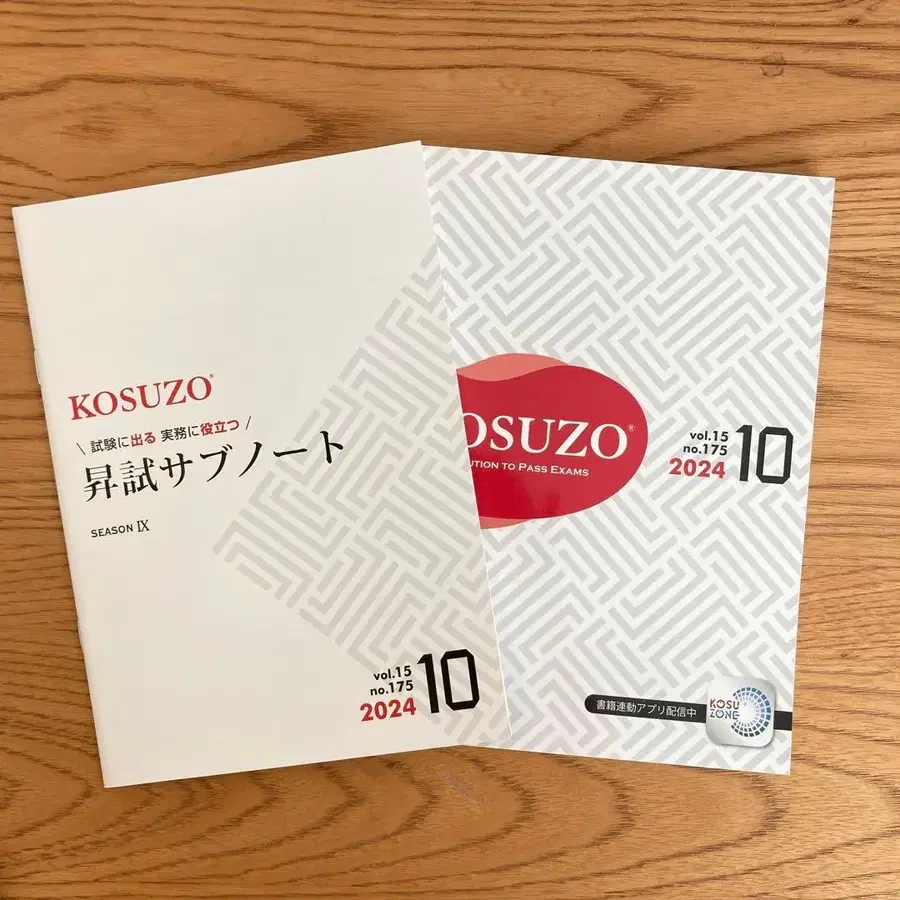 KOSUZO®
\ 試験に出る 実務に役立つ /
昇試サブノート
SEASON Ⅸ
vol.15
no.175
2024 10
OSUZO®
UTION TO PASS EXAMS
vol.15
no.175
2024 10
書籍連動アプリ配信中
KOSU
ZONE